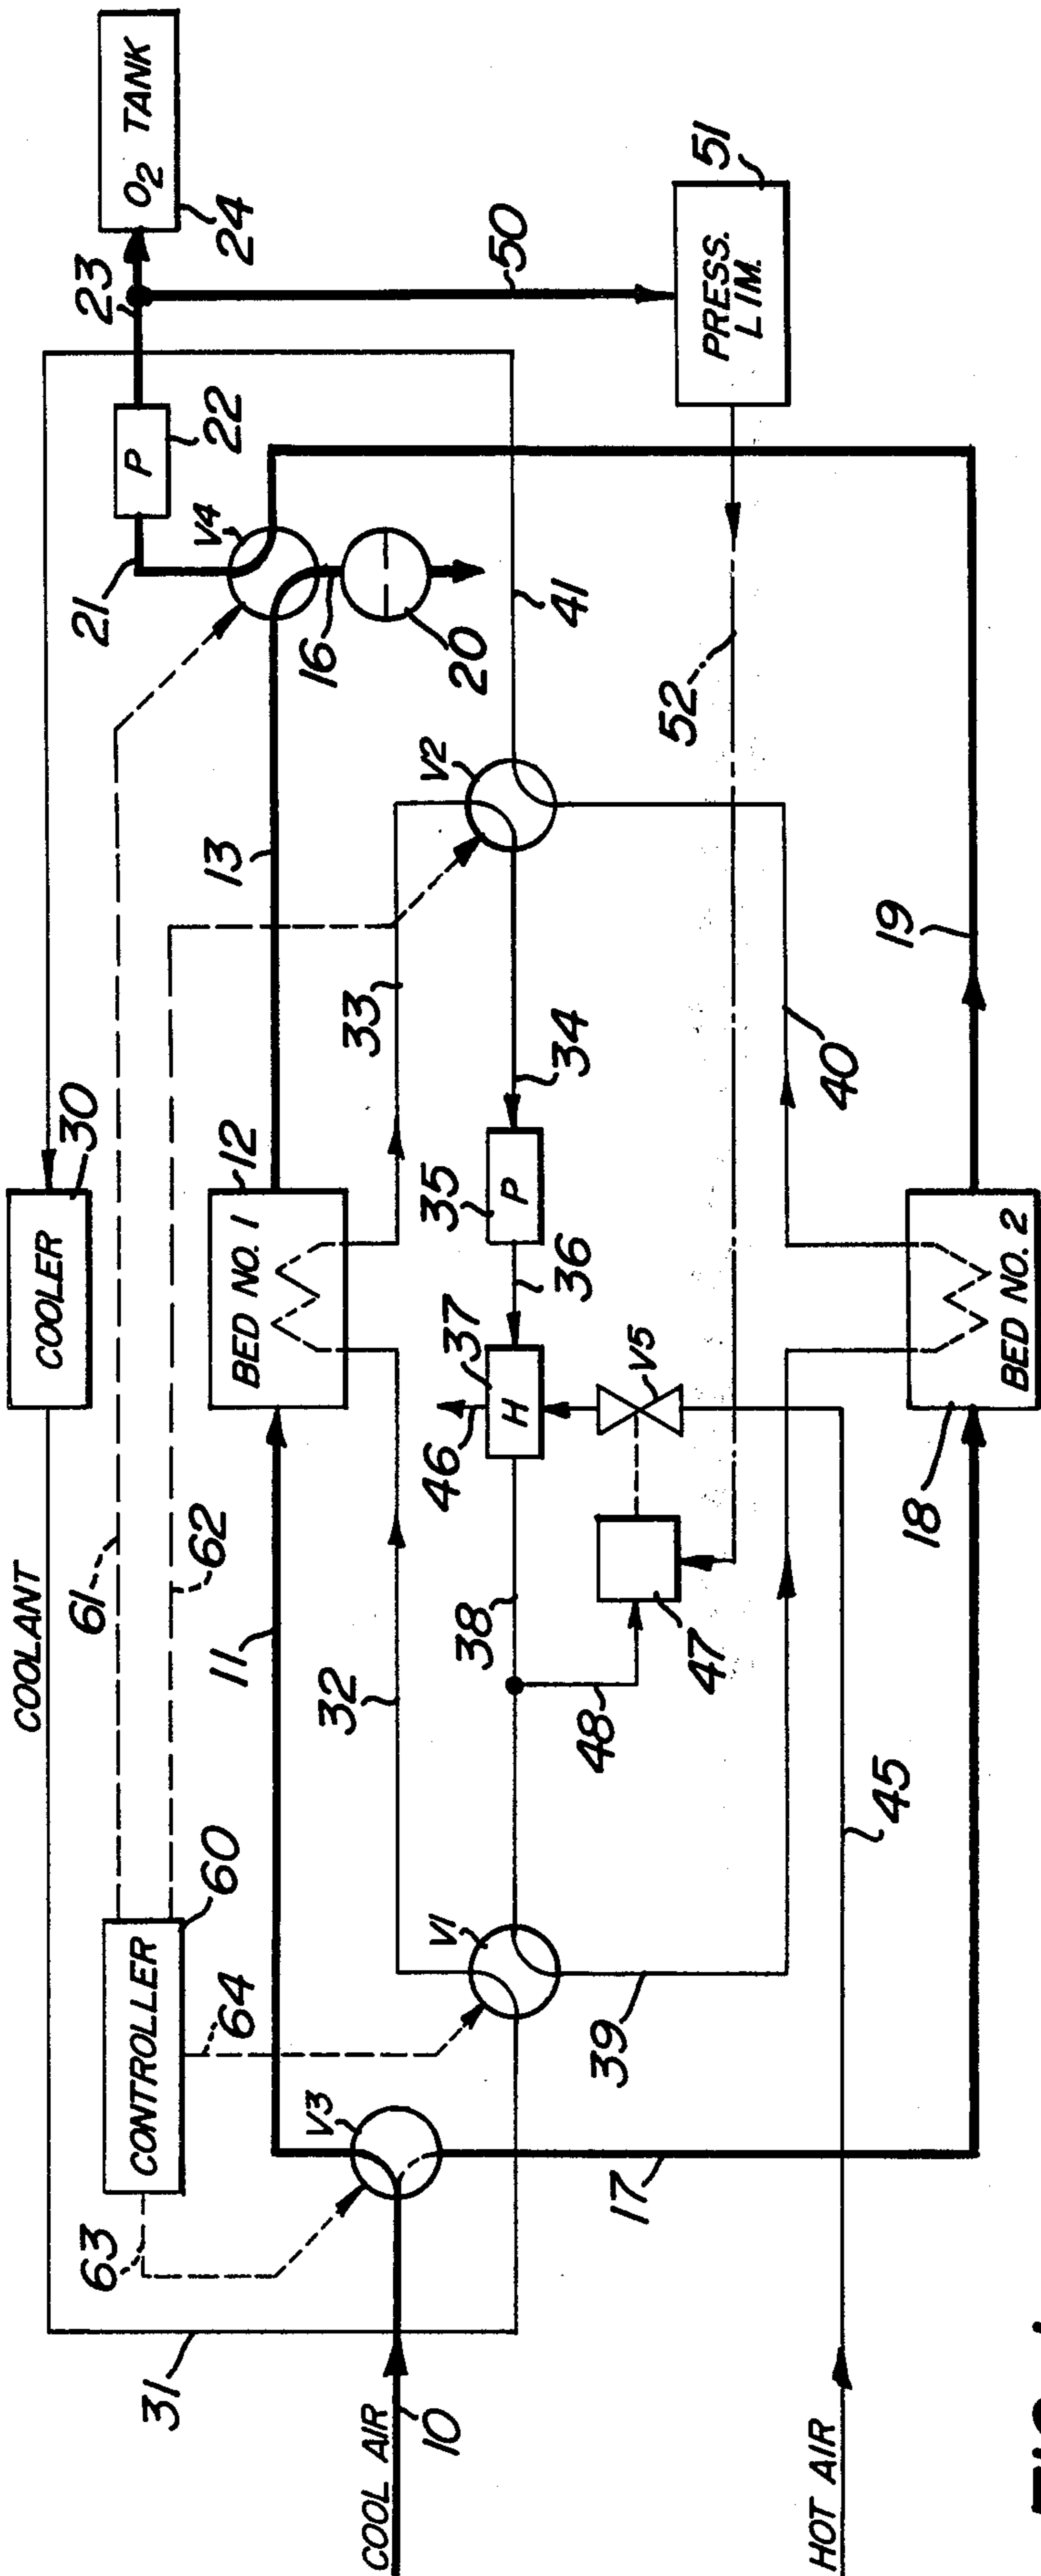 COOLANT
COOLER
30
31
63
CONTROLLER
60
64
61
62
21
P
22
23
O2 TANK
24
V3
11
BED NO. 1
12
13
V4
16
20
50
COOL AIR
10
32
33
V2
41
V1
38
46
H
37
36
P
35
34
PRESS.
LIM.
51
39
48
47
V5
52
17
40
HOT AIR
45
18
BED NO. 2
19